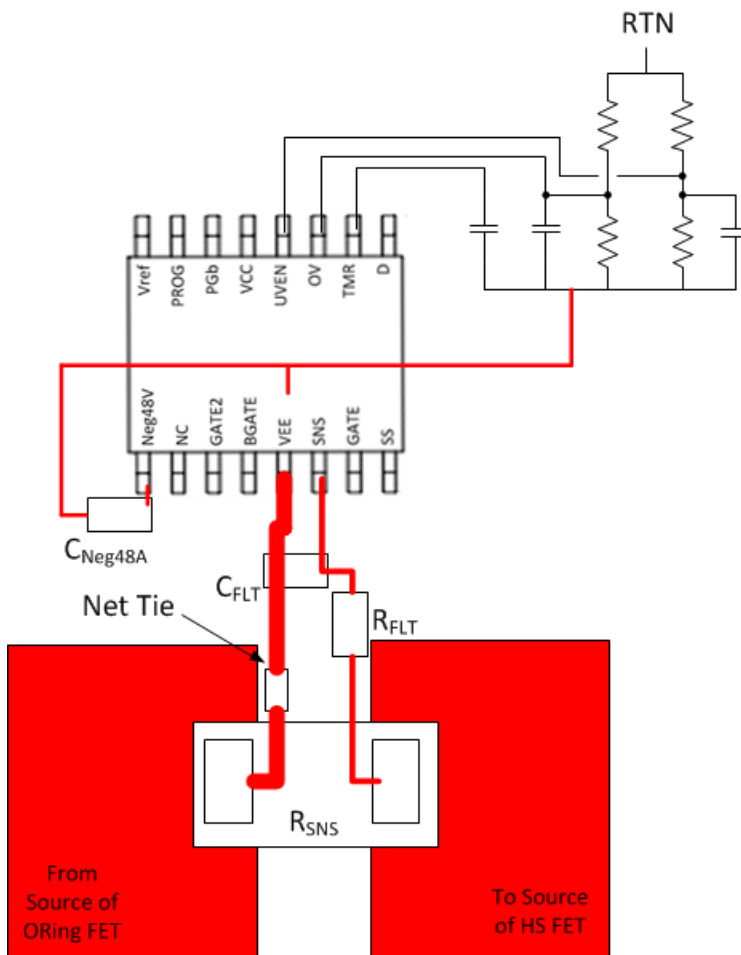 RTN
Vref
PROG
PGb
VCC
UVEN
OV
TMR
D
Neg48V
NC
GATE2
BGATE
VEE
SNS
GATE
SS
CNeg48A
CFLT
Net Tie
RFLT
RSNS
From
Source of
ORing FET
To Source
of HS FET